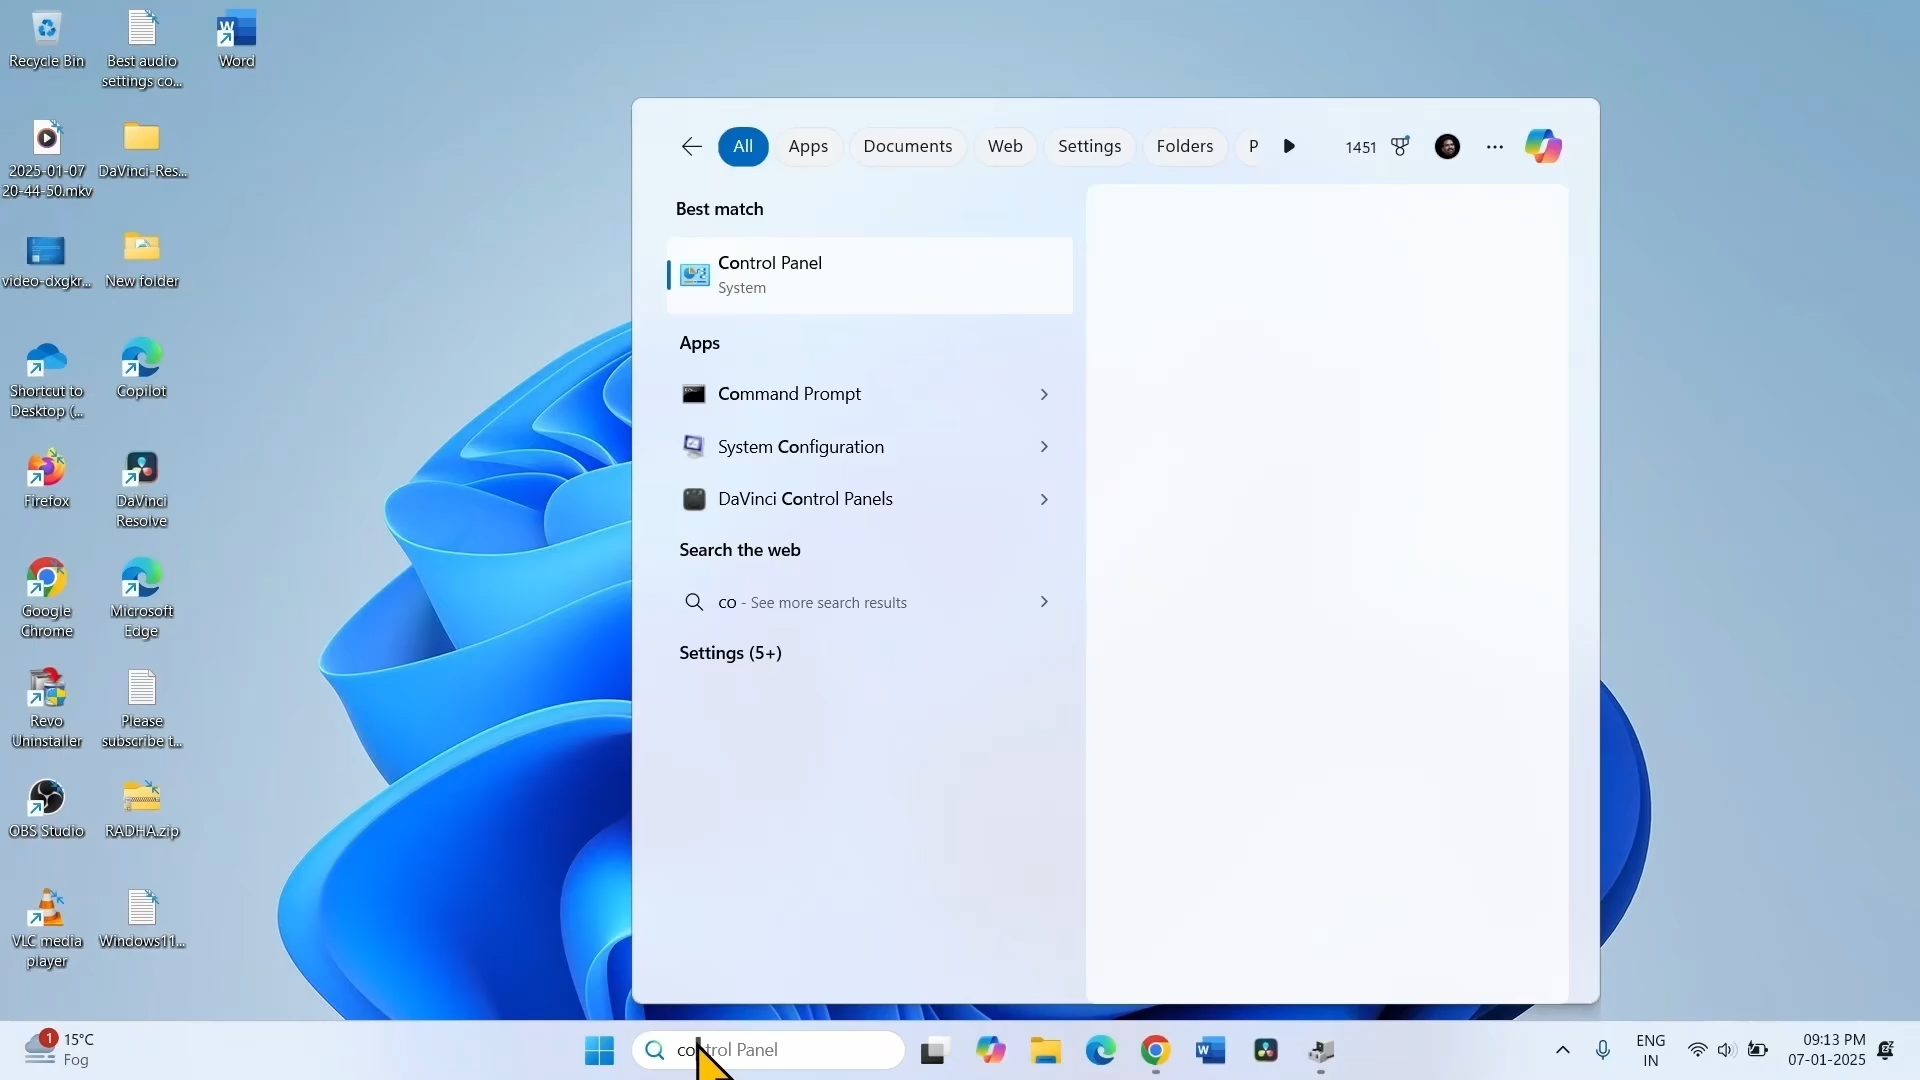 Recycle Bin
Best audio
settings co...
Word
2025-01-07
20-44-50.mkv
DaVinci-Res...
video-dxgkr...
New folder
Shortcut to
Desktop (...
Copilot
Firefox
DaVinci
Resolve
Google
Chrome
Microsoft
Edge
Revo
Uninstaller
Please
subscribe t...
OBS Studio
RADHA.zip
VLC media
player
Windows11...
All Apps Documents Web Settings Folders P
1451
Best match
Control Panel
System
Apps
Command Prompt
System Configuration
DaVinci Control Panels
Search the web
co - See more search results
Settings (5+)
1
15°C
Fog
control Panel
ENG
IN
09:13 PM
07-01-2025